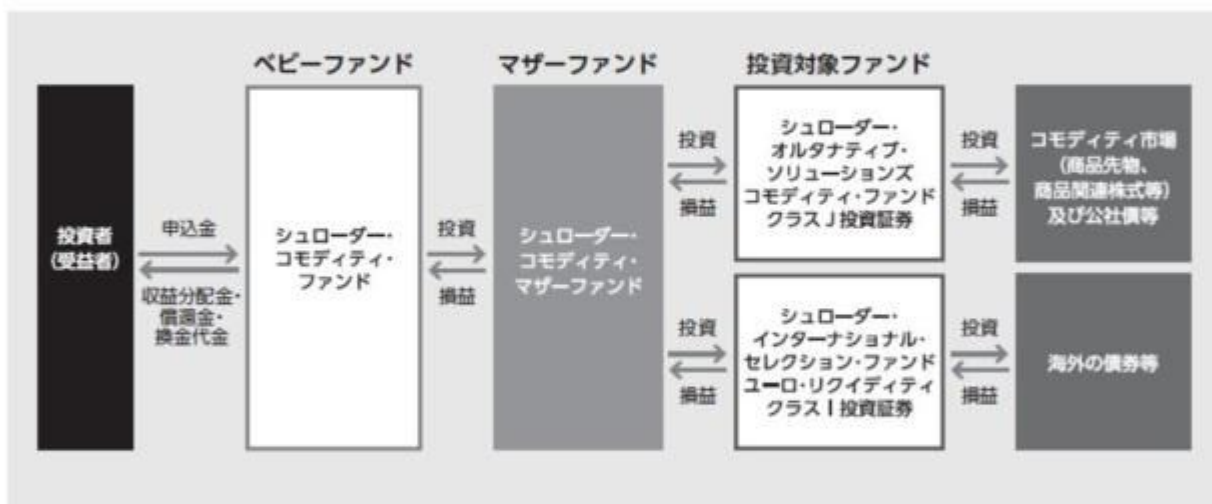 ベビーファンド
マザーファンド
投資対象ファンド
投資者
(受益者)
申込金
収益分配金・
償還金・
換金代金
シュローダー・
コモディティ・
ファンド
投資
損益
シュローダー・
コモディティ・
マザーファンド
投資
損益
シュローダー・
オルタナティブ・
ソリューションズ
コモディティ・ファンド
クラスJ投資証券
投資
損益
コモディティ市場
(商品先物、
商品関連株式等)
及び公社債等
投資
損益
シュローダー・
インターナショナル・
セレクション・ファンド
ユーロ・リクイディティ
クラスI投資証券
投資
損益
海外の債券等